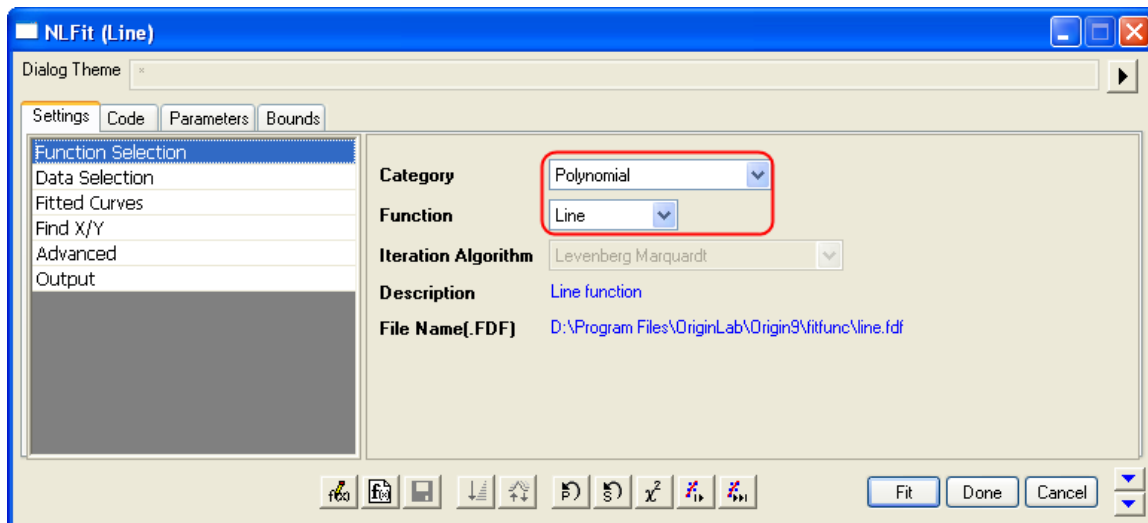 NLFit (Line)
Dialog Theme *
Settings Code Parameters Bounds
Function Selection
Data Selection
Fitted Curves
Find X/Y
Advanced
Output
Category Polynomial
Function Line
Iteration Algorithm Levenberg Marquardt
Description Line function
File Name(.FDF) D:\Program Files\OriginLab\Origin9\fitfunc\line.fdf
Fit Done Cancel